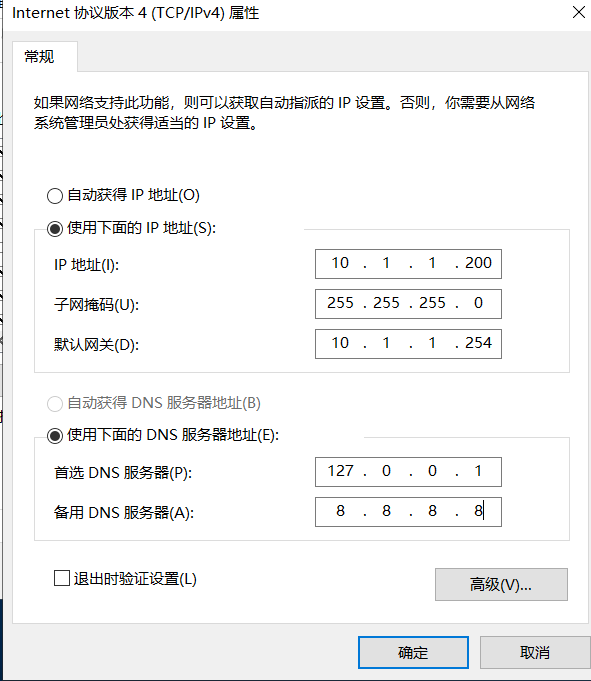 Internet 协议版本 4 (TCP/IPv4) 属性
常规
如果网络支持此功能，则可以获取自动指派的 IP 设置。否则，你需要从网络
系统管理员处获得适当的 IP 设置。
自动获得 IP 地址(O)
使用下面的 IP 地址(S):
IP 地址(I): 10 . 1 . 1 . 200
子网掩码(U): 255 . 255 . 255 . 0
默认网关(D): 10 . 1 . 1 . 254
自动获得 DNS 服务器地址(B)
使用下面的 DNS 服务器地址(E):
首选 DNS 服务器(P): 127 . 0 . 0 . 1
备用 DNS 服务器(A): 8 . 8 . 8 . 8
退出时验证设置(L)
高级(V)...
确定 取消